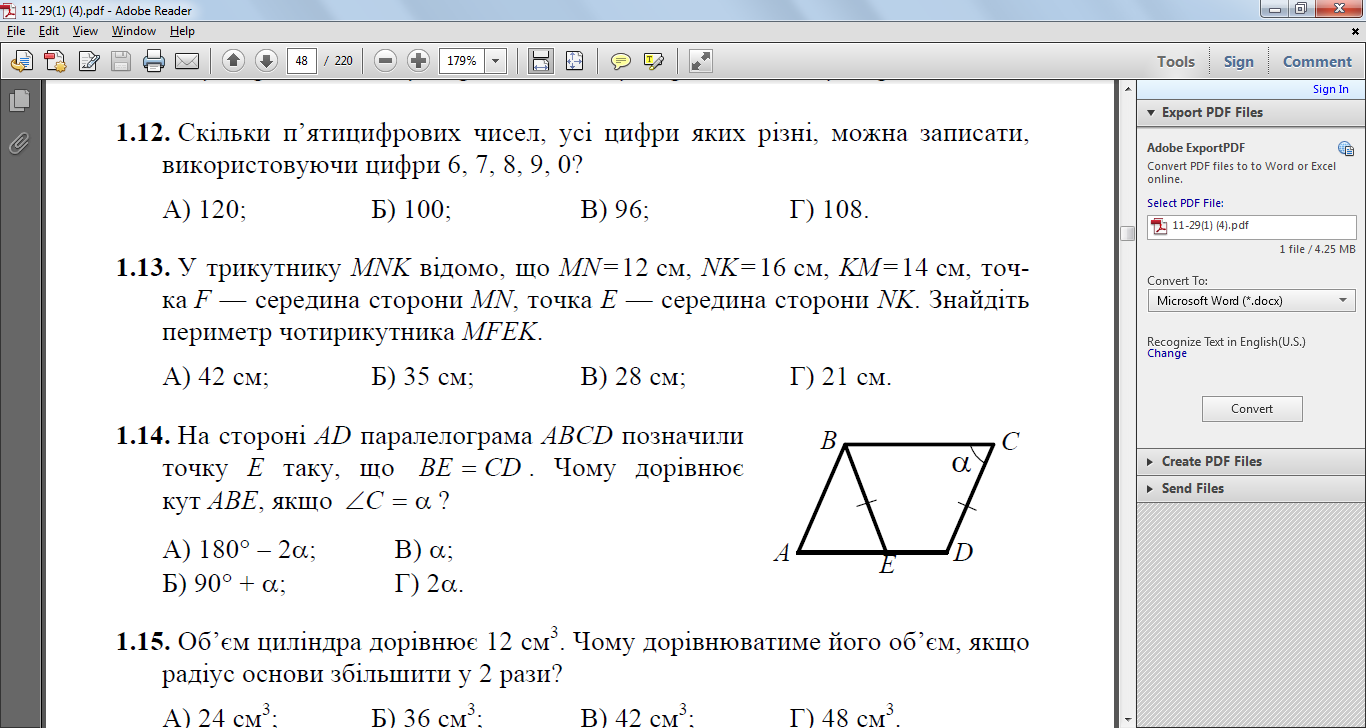 11-29(1) (4).pdf - Adobe Reader
File Edit View Window Help
48 / 220 179% Tools Sign Comment
Sign In
Export PDF Files
Adobe ExportPDF
Convert PDF files to to Word or Excel online.
Select PDF File:
11-29(1) (4).pdf
1 file / 4.25 MB
Convert To:
Microsoft Word (*.docx)
Recognize Text in English(U.S.)
Change
Convert
Create PDF Files
Send Files
1.12. Скільки п’ятицифрових чисел, усі цифри яких різні, можна записати,
використовуючи цифри 6, 7, 8, 9, 0?
А) 120; Б) 100; В) 96; Г) 108.
1.13. У трикутнику MNK відомо, що MN=12 см, NK=16 см, KM=14 см, точ-
ка F — середина сторони MN, точка E — середина сторони NK. Знайдіть
периметр чотирикутника MFEK.
А) 42 см; Б) 35 см; В) 28 см; Г) 21 см.
1.14. На стороні AD паралелограма ABCD позначили
точку E таку, що BE = CD . Чому дорівнює
кут ABE, якщо ∠C = α ?
А) 180° – 2α; В) α;
Б) 90° + α; Г) 2α.
B C
α
A E D
1.15. Об’єм циліндра дорівнює 12 см³. Чому дорівнюватиме його об’єм, якщо
радіус основи збільшити у 2 рази?
А) 24 см³; Б) 36 см³; В) 42 см³; Г) 48 см³.